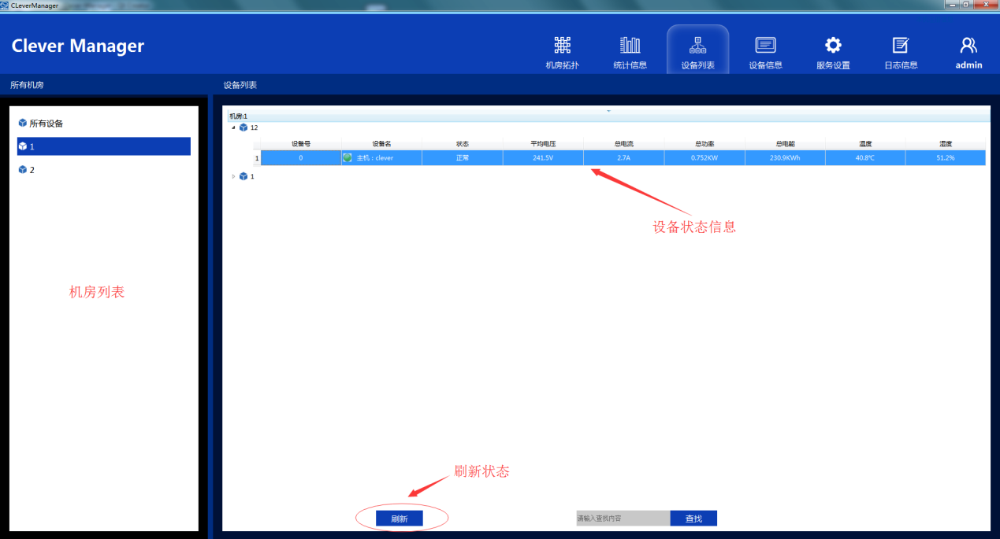 CLeverManager
Clever Manager
机房拓扑 统计信息 设备列表 设备信息 服务设置 日志信息 admin
所有机房 设备列表
所有设备
1
2
机房列表
机房:1
12
设备号 设备名 状态 平均电压 总电流 总功率 总电能 温度 湿度
1 0 主机：clever 正常 241.5V 2.7A 0.752KW 230.9KWh 40.8℃ 51.2%
1
设备状态信息
刷新状态
刷新 请输入查找内容 查找